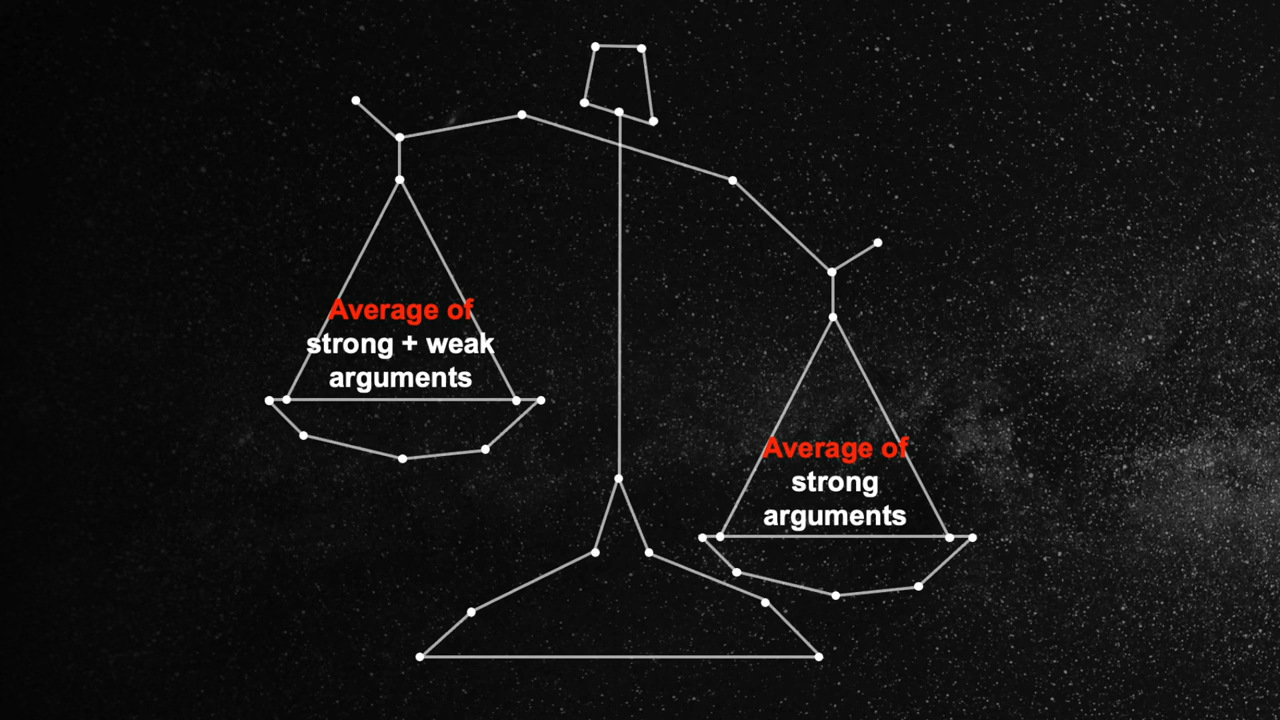 Average of
strong + weak
arguments
Average of
strong
arguments